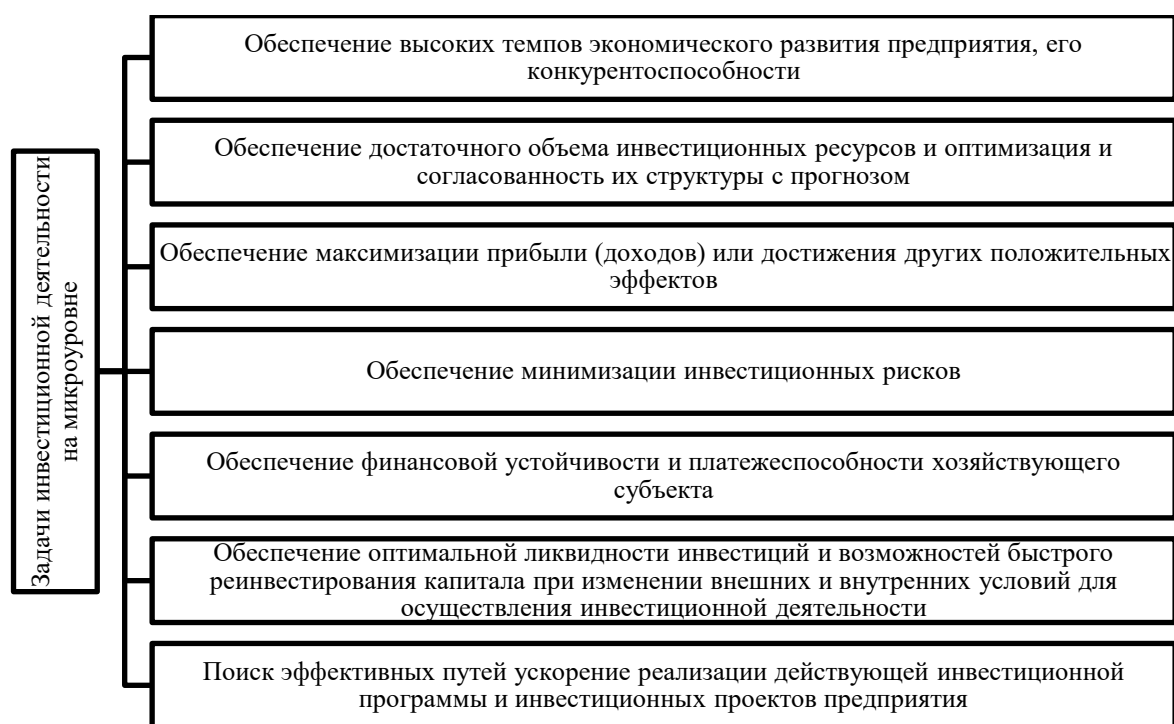 Задачи инвестиционной деятельности
на микроуровне
Обеспечение высоких темпов экономического развития предприятия, его
конкурентоспособности
Обеспечение достаточного объема инвестиционных ресурсов и оптимизация и
согласованность их структуры с прогнозом
Обеспечение максимизации прибыли (доходов) или достижения других положительных
эффектов
Обеспечение минимизации инвестиционных рисков
Обеспечение финансовой устойчивости и платежеспособности хозяйствующего
субъекта
Обеспечение оптимальной ликвидности инвестиций и возможностей быстрого
реинвестирования капитала при изменении внешних и внутренних условий для
осуществления инвестиционной деятельности
Поиск эффективных путей ускорение реализации действующей инвестиционной
программы и инвестиционных проектов предприятия